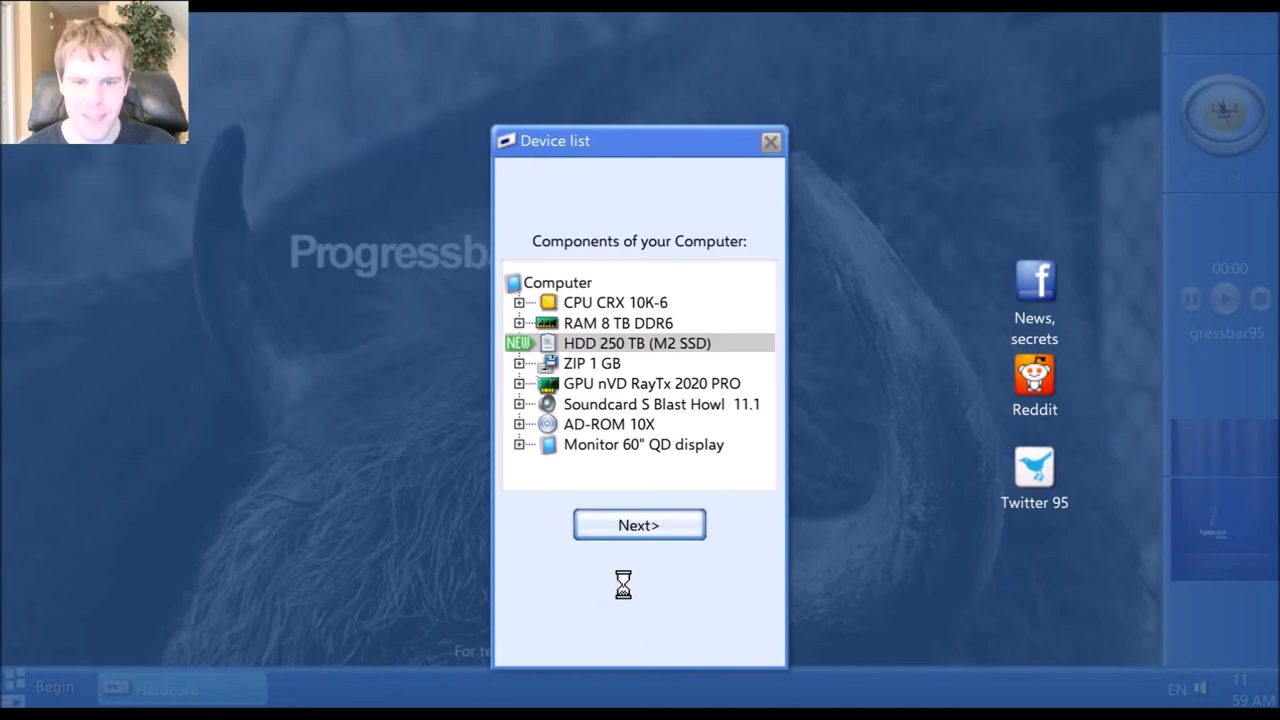 Device list
Progressb
Components of your Computer:
Computer
CPU CRX 10K-6
RAM 8 TB DDR6
NEW HDD 250 TB (M2 SSD)
ZIP 1 GB
GPU nVD RayTx 2020 PRO
Soundcard S Blast Howl 11.1
AD-ROM 10X
Monitor 60" QD display
Next>
News,
secrets
Reddit
Twitter 95
00:00
gressbar95
For te
Begin
Hardcore
EN
11
59 AM